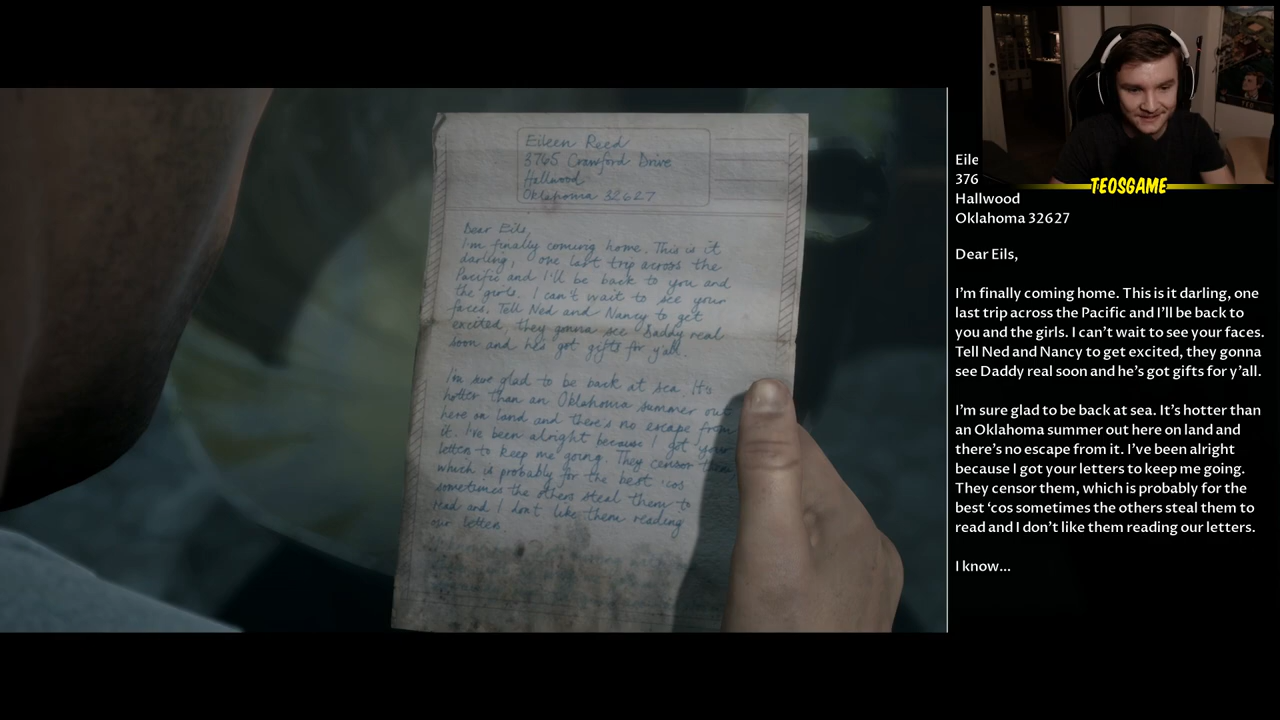 Eileen Reed
3765 Crawford Drive
Hallwood
Oklahoma 32627
Dear Eils,
I'm finally coming home. This is it
darling, one last trip across the
Pacific and I'll be back to you and
the girls. I can't wait to see your
faces. Tell Ned and Nancy to get
excited, they gonna see Daddy real
soon and he's got gifts for y'all.
I'm sure glad to be back at sea. It's
hotter than an Oklahoma summer out
here on land and there's no escape from
it. I've been alright because I got your
letters to keep me going. They censor them
which is probably for the best 'cos
sometimes the others steal them to
read and I don't like them reading
our letters
TEOSGAME
Eile
376
Hallwood
Oklahoma 32627
Dear Eils,
I'm finally coming home. This is it darling, one
last trip across the Pacific and I'll be back to
you and the girls. I can't wait to see your faces.
Tell Ned and Nancy to get excited, they gonna
see Daddy real soon and he's got gifts for y'all.
I'm sure glad to be back at sea. It's hotter than
an Oklahoma summer out here on land and
there's no escape from it. I've been alright
because I got your letters to keep me going.
They censor them, which is probably for the
best ‘cos sometimes the others steal them to
read and I don't like them reading our letters.
I know...